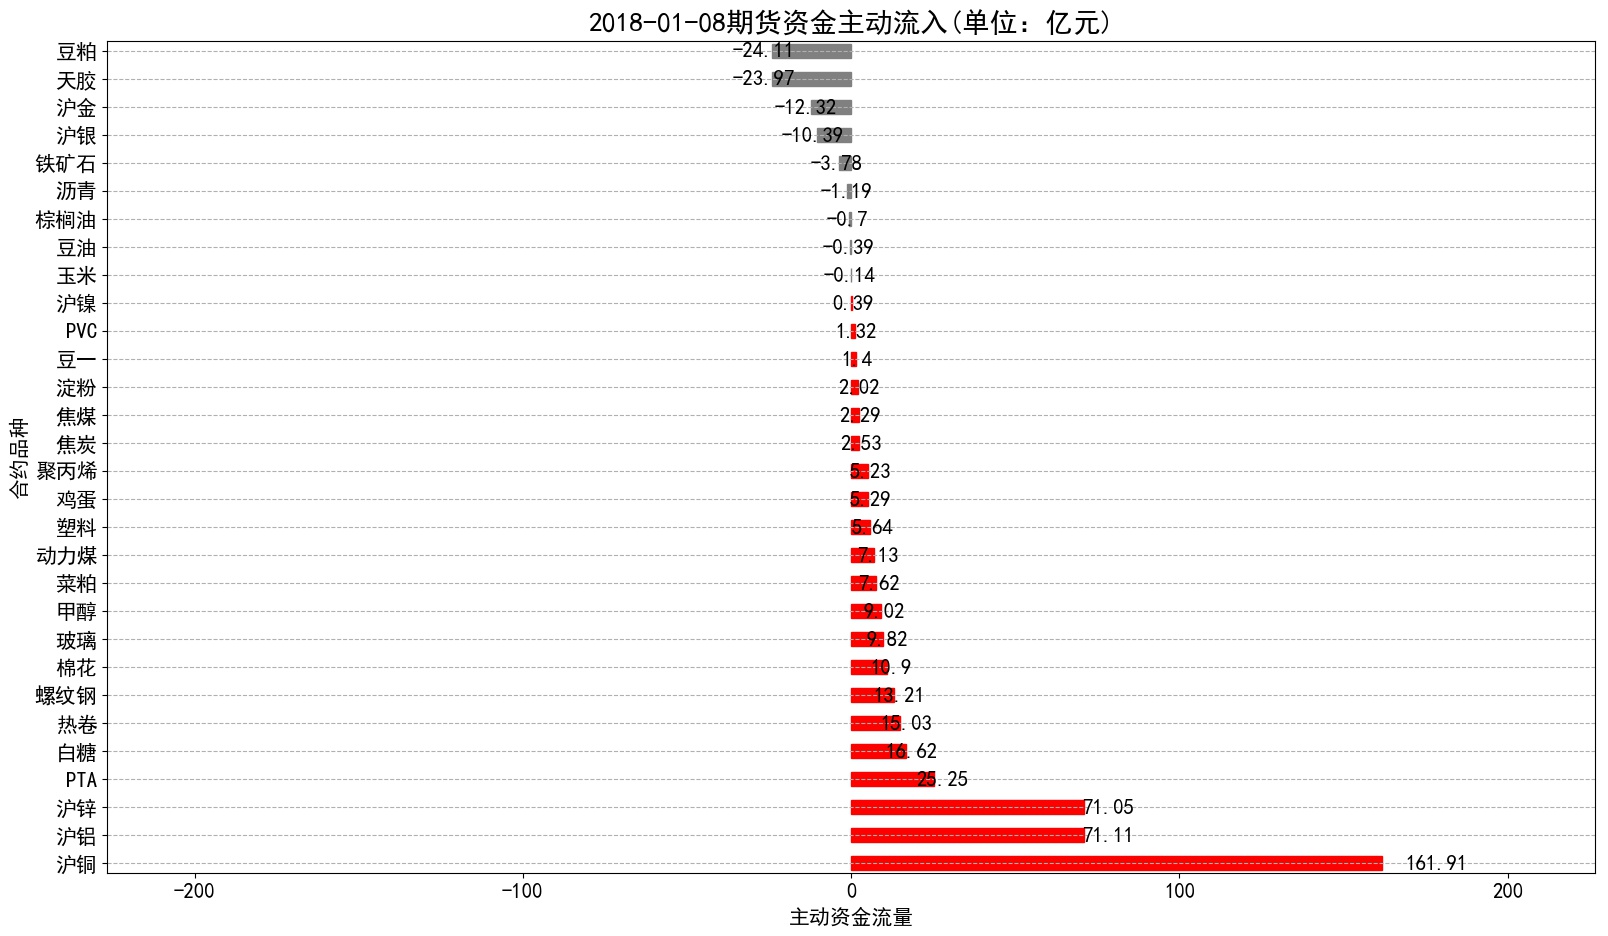 2018-01-08期货资金主动流入(单位：亿元)
豆粕 -24.11
天胶 -23.97
沪金 -12.32
沪银 -10.39
铁矿石 -3.78
沥青 -1.19
棕榈油 -0.7
豆油 -0.39
玉米 -0.14
沪镍 0.39
PVC 1.32
豆一 1.4
淀粉 2.02
焦煤 2.29
焦炭 2.53
聚丙烯 5.23
鸡蛋 5.29
塑料 5.64
动力煤 7.13
菜粕 7.62
甲醇 9.02
玻璃 9.82
棉花 10.9
螺纹钢 13.21
热卷 15.03
白糖 16.62
PTA 25.25
沪锌 71.05
沪铝 71.11
沪铜 161.91
合约品种
-200 -100 0 100 200
主动资金流量